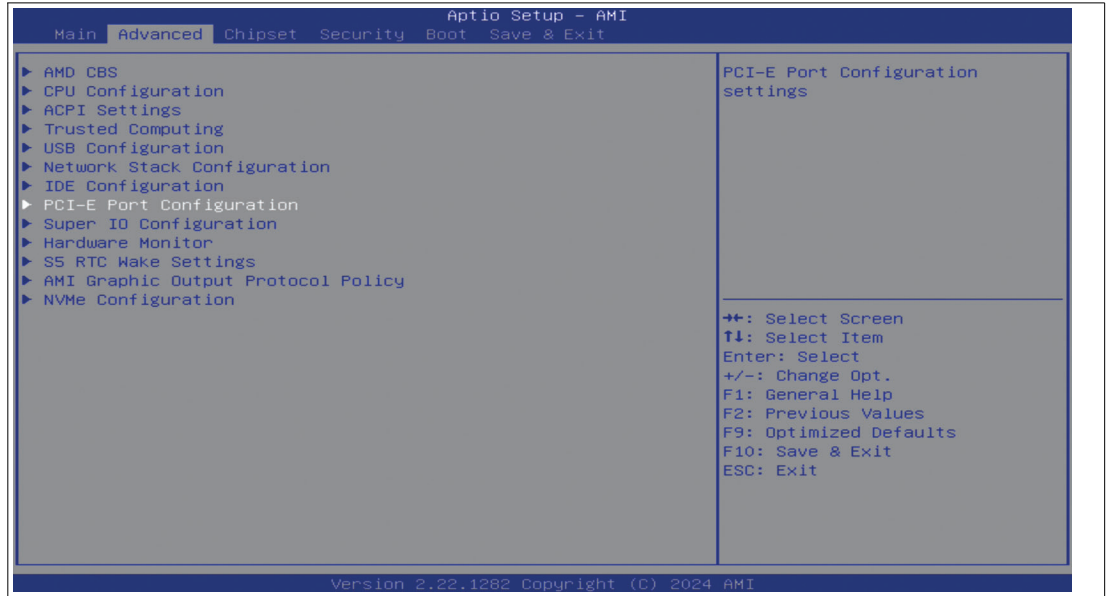 Aptio Setup – AMI
Main Advanced Chipset Security Boot Save & Exit
▶ AMD CBS
▶ CPU Configuration
▶ ACPI Settings
▶ Trusted Computing
▶ USB Configuration
▶ Network Stack Configuration
▶ IDE Configuration
▶ PCI-E Port Configuration
▶ Super IO Configuration
▶ Hardware Monitor
▶ S5 RTC Wake Settings
▶ AMI Graphic Output Protocol Policy
▶ NVMe Configuration
PCI-E Port Configuration
settings
→←: Select Screen
↑↓: Select Item
Enter: Select
+/-: Change Opt.
F1: General Help
F2: Previous Values
F9: Optimized Defaults
F10: Save & Exit
ESC: Exit
Version 2.22.1282 Copyright (C) 2024 AMI